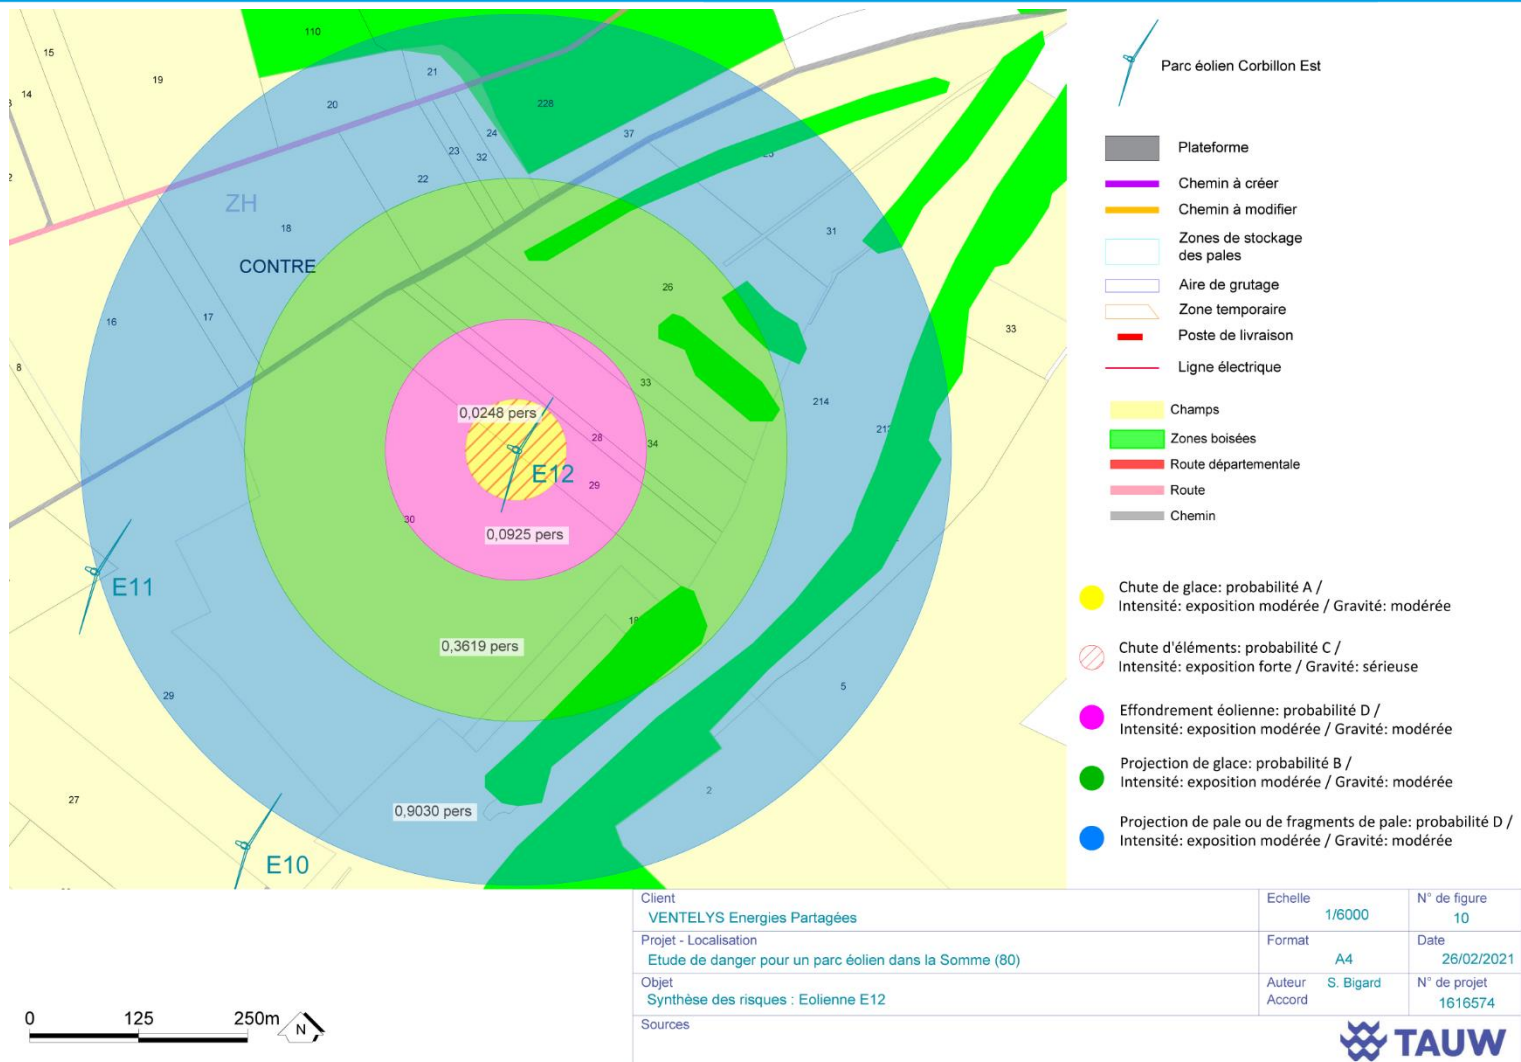 110
15
19
14
21
20
228
24
37
23
32
22
ZH
18
31
CONTRE
26
16
17
33
8
33
214
0,0248 pers
28
34
E12
29
30
0,0925 pers
E11
0,3619 pers
5
29
2
27
0,9030 pers
E10
Parc éolien Corbillon Est
Plateforme
Chemin à créer
Chemin à modifier
Zones de stockage
des pales
Aire de grutage
Zone temporaire
Poste de livraison
Ligne électrique
Champs
Zones boisées
Route départementale
Route
Chemin
Chute de glace: probabilité A /
Intensité: exposition modérée / Gravité: modérée
Chute d'éléments: probabilité C /
Intensité: exposition forte / Gravité: sérieuse
Effondrement éolienne: probabilité D /
Intensité: exposition modérée / Gravité: modérée
Projection de glace: probabilité B /
Intensité: exposition modérée / Gravité: modérée
Projection de pale ou de fragments de pale: probabilité D /
Intensité: exposition modérée / Gravité: modérée
Client
VENTELYS Energies Partagées
Echelle
1/6000
N° de figure
10
Projet - Localisation
Etude de danger pour un parc éolien dans la Somme (80)
Format
A4
Date
26/02/2021
Objet
Synthèse des risques : Eolienne E12
Auteur S. Bigard
Accord
N° de projet
1616574
Sources
TAUW
0 125 250m
N